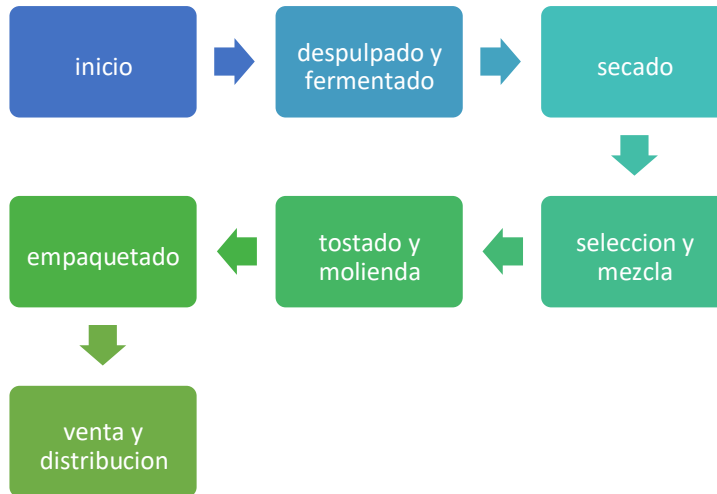 inicio
despulpado y
fermentado
secado
seleccion y
mezcla
tostado y
molienda
empaquetado
venta y
distribucion